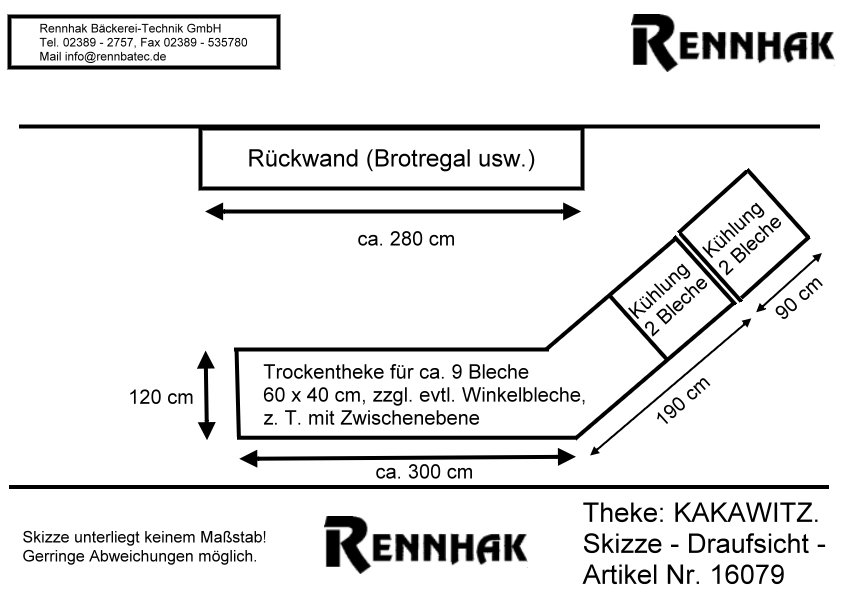 Rennhak Bäckerei-Technik GmbH
Tel. 02389 - 2757, Fax 02389 - 535780
Mail info@rennbatec.de
RENNHAK
Rückwand (Brotregal usw.)
ca. 280 cm
Kühlung
2 Bleche
90 cm
Kühlung
2 Bleche
190 cm
120 cm
Trockentheke für ca. 9 Bleche
60 x 40 cm, zzgl. evtl. Winkelbleche,
z. T. mit Zwischenebene
ca. 300 cm
Skizze unterliegt keinem Maßstab!
Gerringe Abweichungen möglich.
RENNHAK
Theke: KAKAWITZ.
Skizze - Draufsicht -
Artikel Nr. 16079